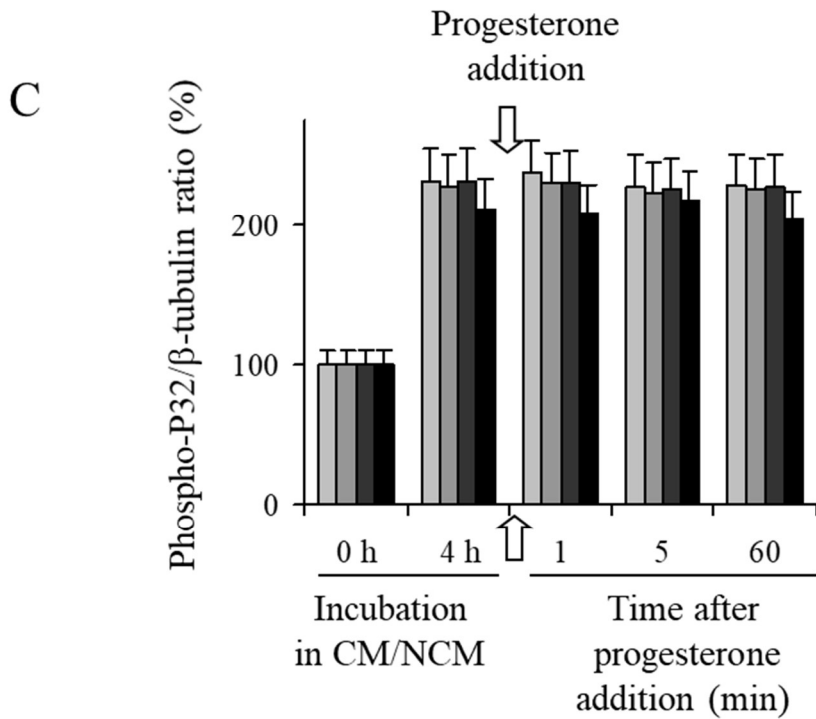 Progesterone
addition
C
Phospho-P32/β-tubulin ratio (%)
200
100
0
0 h 4 h 1 5 60
Incubation
in CM/NCM
Time after
progesterone
addition (min)